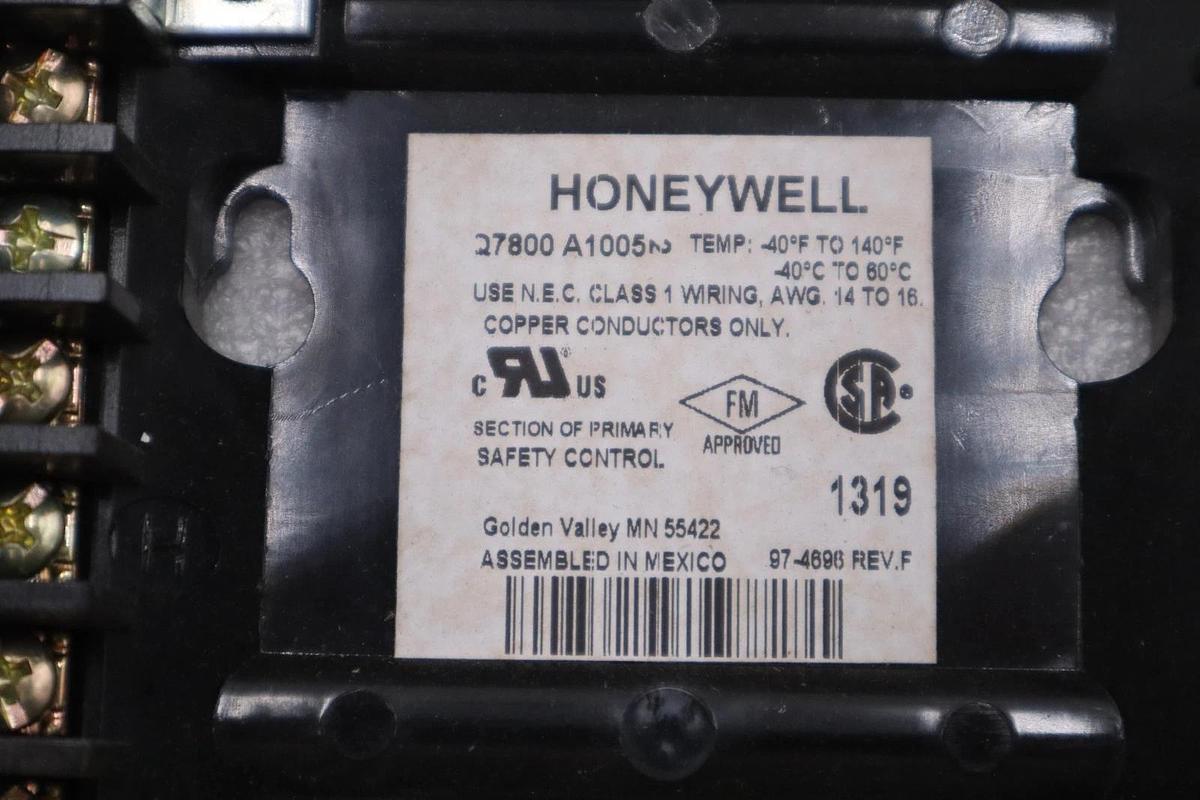 HONEYWELL
Q7800 A1005 TEMP: -40°F TO 140°F
-40°C TO 60°C
USE N.E.C. CLASS 1 WIRING, AWG. 14 TO 16.
COPPER CONDUCTORS ONLY.
C RU® US
FM
APPROVED
SA®
SECTION OF PRIMARY
SAFETY CONTROL
1319
Golden Valley MN 55422
ASSEMBLED IN MEXICO 97-4696 REV.F